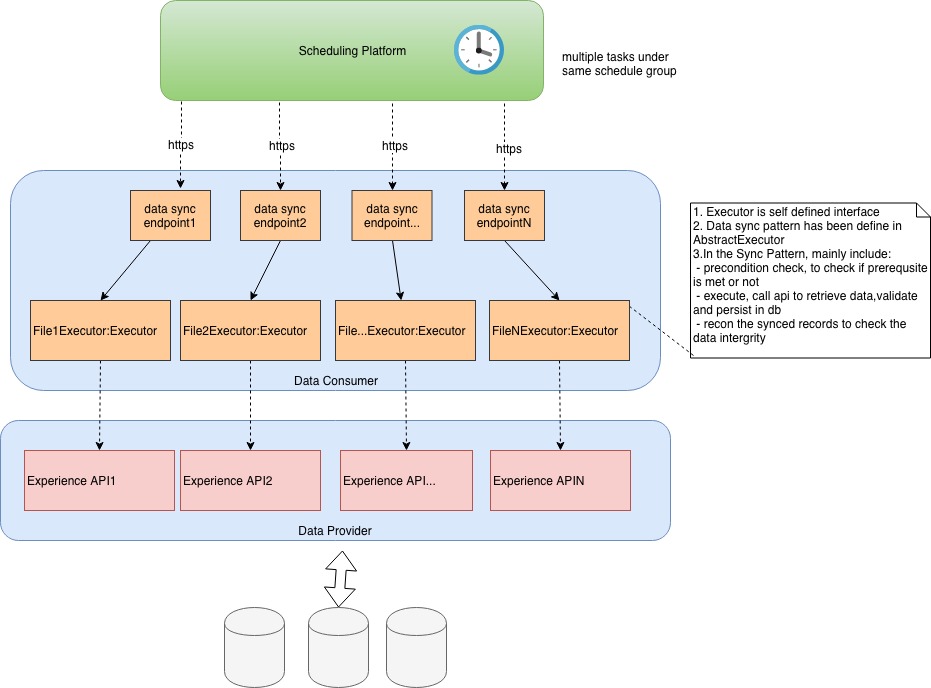 Scheduling Platform
multiple tasks under
same schedule group
https
https
https
https
data sync
endpoint1
data sync
endpoint2
data sync
endpoint...
data sync
endpointN
1. Executor is self defined interface
2. Data sync pattern has been define in
AbstractExecutor
3.In the Sync Pattern, mainly include:
- precondition check, to check if prerequsite
is met or not
- execute, call api to retrieve data,validate
and persist in db
- recon the synced records to check the
data intergrity
File1Executor:Executor
File2Executor:Executor
File...Executor:Executor
FileNExecutor:Executor
Data Consumer
Experience API1
Experience API2
Experience API...
Experience APIN
Data Provider